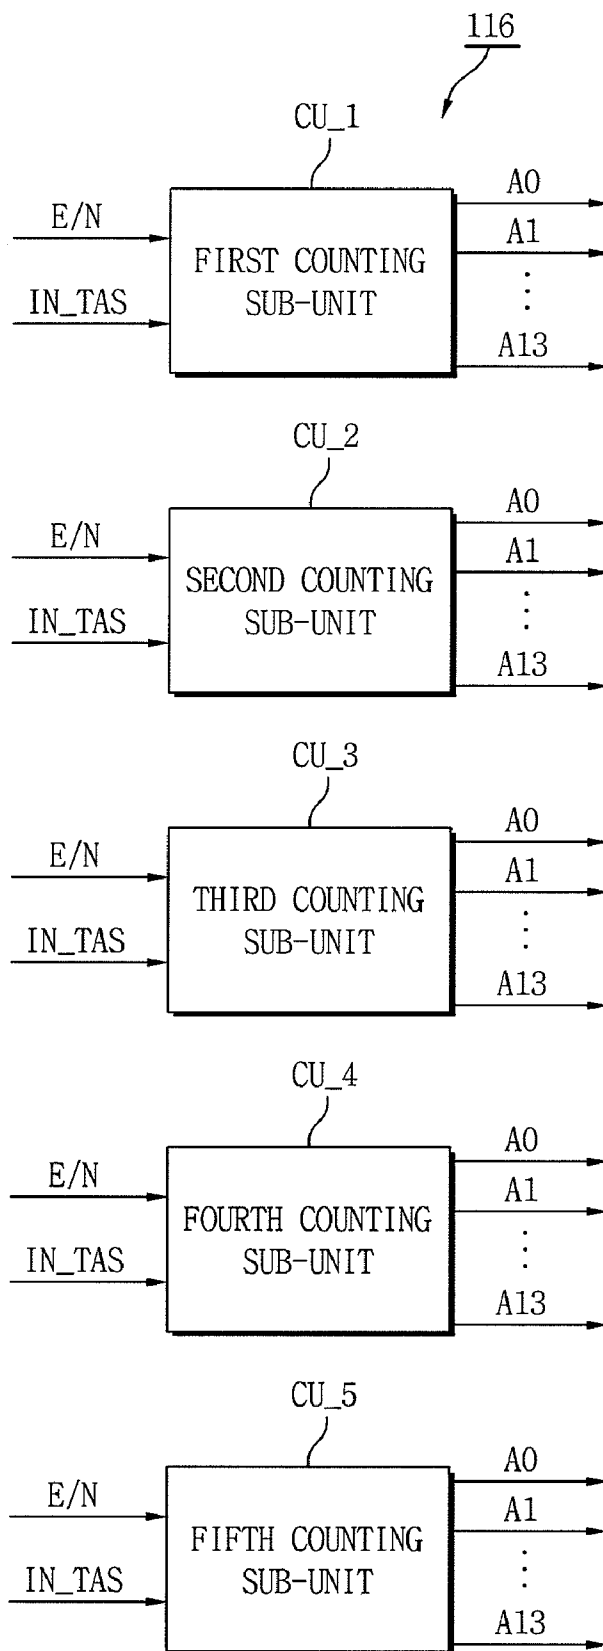 116
CU_1
E/N
IN_TAS
FIRST COUNTING
SUB-UNIT
A0
A1
A13
CU_2
E/N
IN_TAS
SECOND COUNTING
SUB-UNIT
A0
A1
A13
CU_3
E/N
IN_TAS
THIRD COUNTING
SUB-UNIT
A0
A1
A13
CU_4
E/N
IN_TAS
FOURTH COUNTING
SUB-UNIT
A0
A1
A13
CU_5
E/N
IN_TAS
FIFTH COUNTING
SUB-UNIT
A0
A1
A13